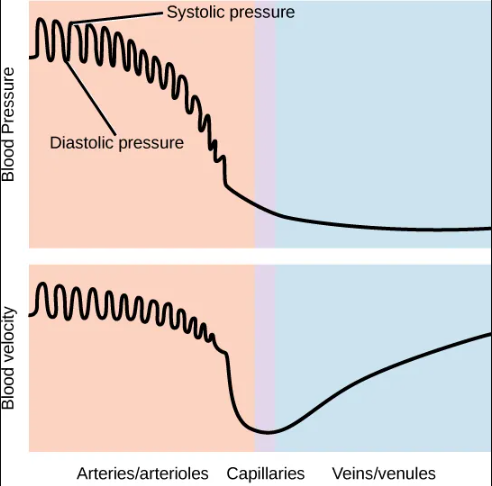 Systolic pressure
Diastolic pressure
Blood Pressure
Blood velocity
Arteries/arterioles Capillaries Veins/venules